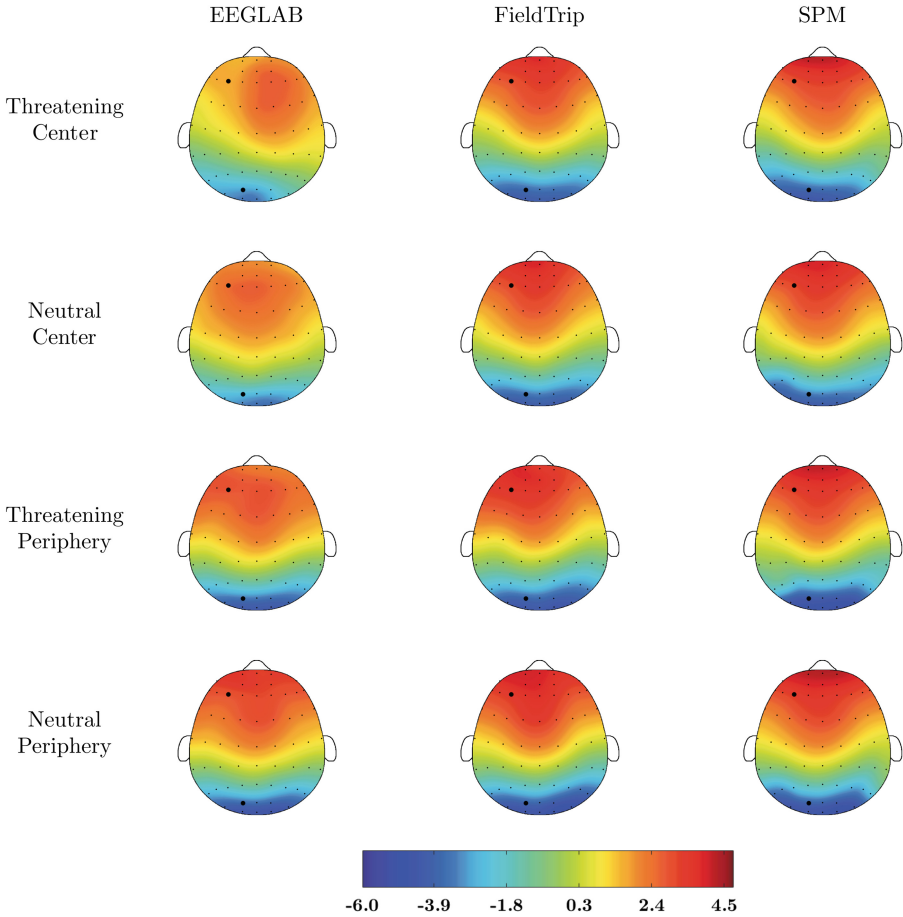 EEGLAB FieldTrip SPM
Threatening
Center
Neutral
Center
Threatening
Periphery
Neutral
Periphery
-6.0 -3.9 -1.8 0.3 2.4 4.5